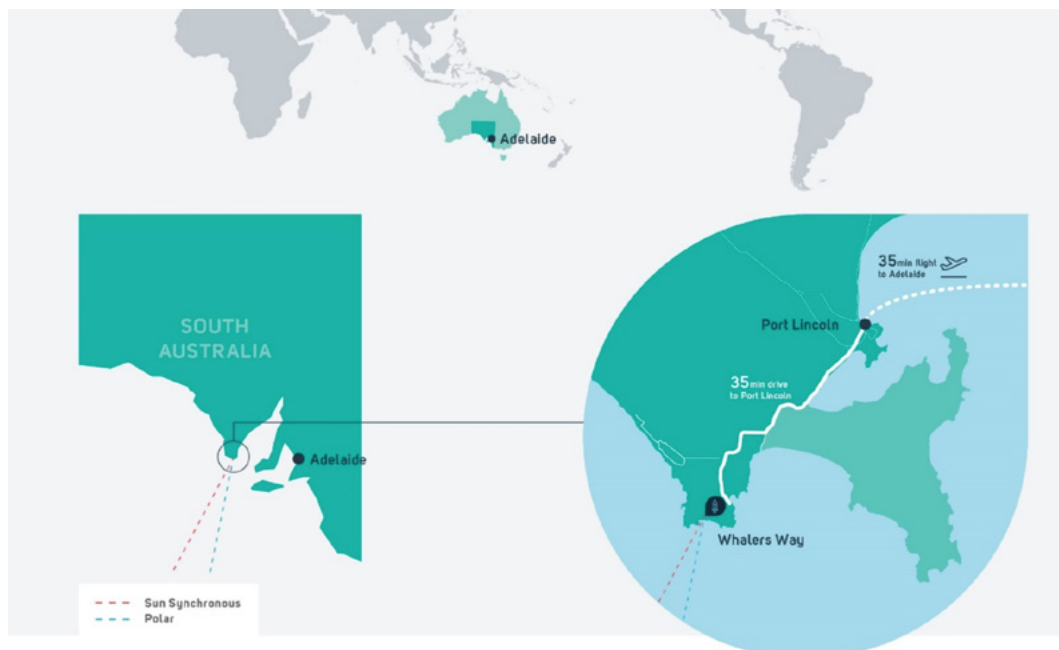 Adelaide
SOUTH
AUSTRALIA
Adelaide
Sun Synchronous
Polar
35min flight
to Adelaide
Port Lincoln
35min drive
to Port Lincoln
Whalers Way